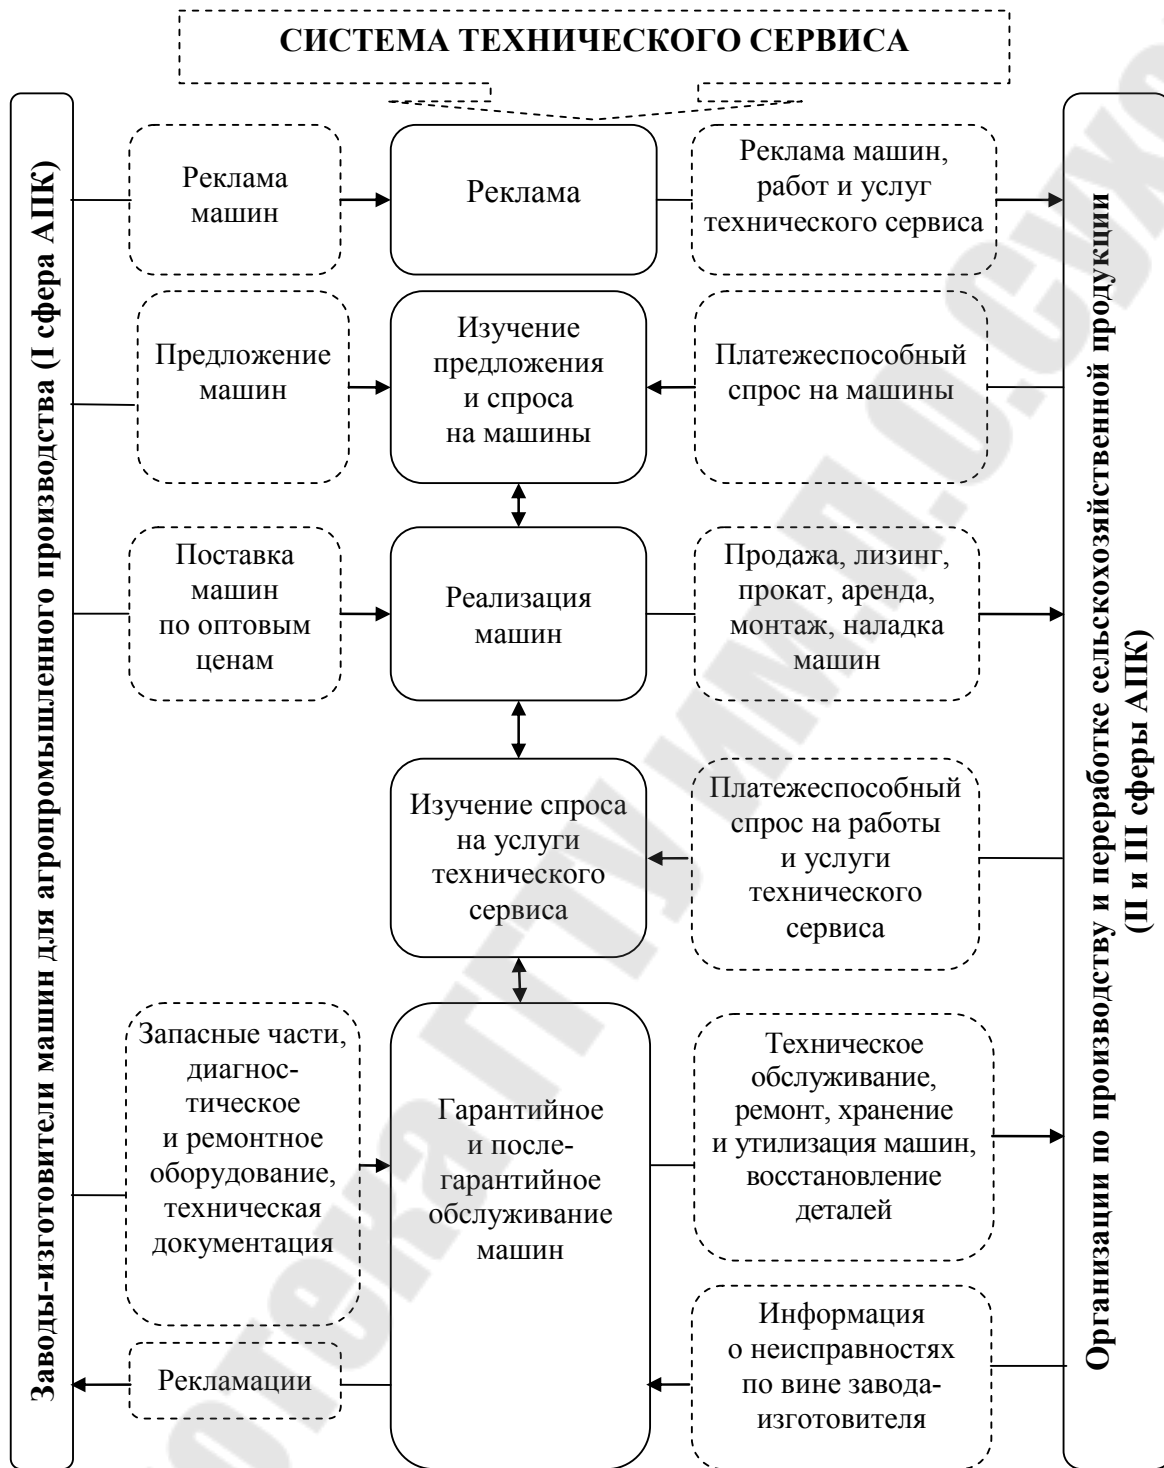 СИСТЕМА ТЕХНИЧЕСКОГО СЕРВИСА
Заводы-изготовители машин для агропромышленного производства (I сфера АПК)
Реклама
машин
Реклама
Реклама машин,
работ и услуг
технического сервиса
Предложение
машин
Изучение
предложения
и спроса
на машины
Платежеспособный
спрос на машины
Поставка
машин
по оптовым
ценам
Реализация
машин
Продажа, лизинг,
прокат, аренда,
монтаж, наладка
машин
Изучение спроса
на услуги
технического
сервиса
Платежеспособный
спрос на работы
и услуги
технического
сервиса
Запасные части,
диагнос-
тическое
и ремонтное
оборудование,
техническая
документация
Гарантийное
и после-
гарантийное
обслуживание
машин
Техническое
обслуживание,
ремонт, хранение
и утилизация машин,
восстановление
деталей
Рекламации
Информация
о неисправностях
по вине завода-
изготовителя
Организации по производству и переработке сельскохозяйственной продукции
(II и III сферы АПК)
отека ГГТУ им.П.О.Сухо